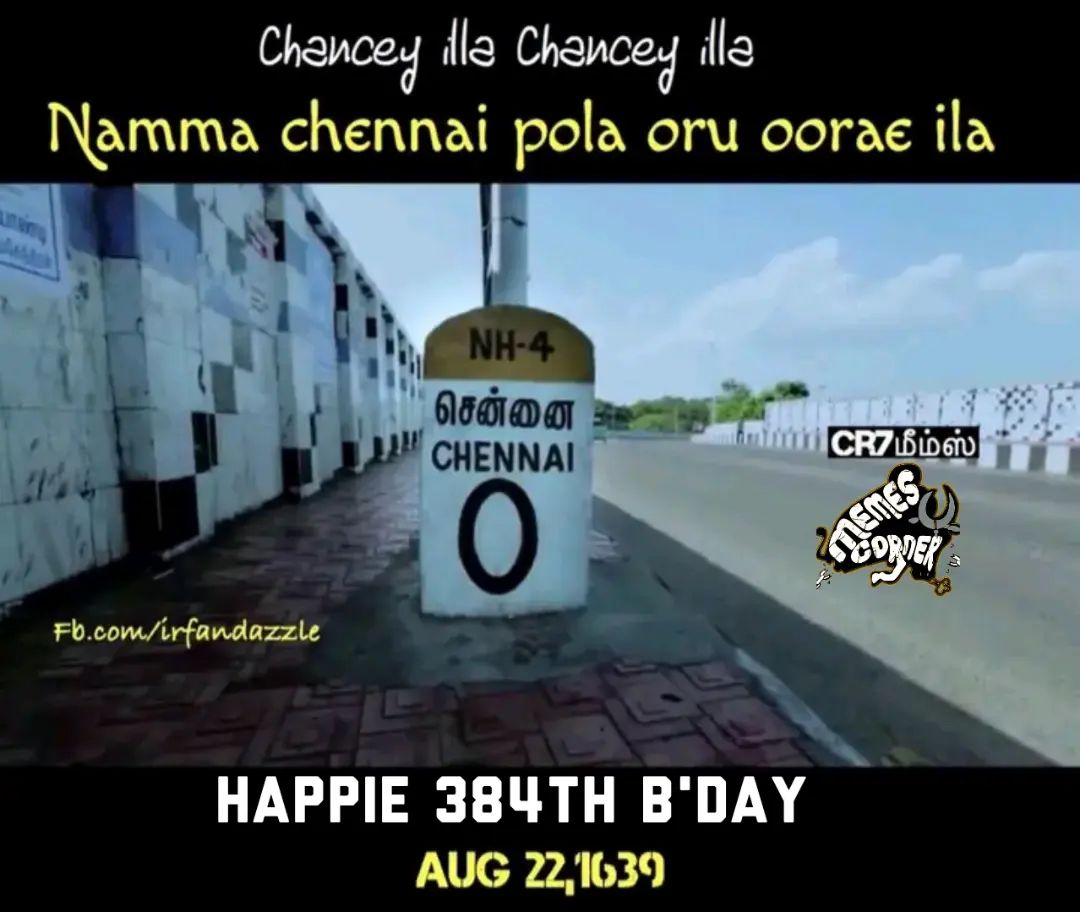 Chancey illa Chancey illa
Namma chennai pola oru oorae ila
NH-4
சென்னை
CHENNAI
0
CR7மீம்ஸ்
MEMES
CORNER
Fb.com/irfandazzle
HAPPIE 384TH B'DAY
AUG 22,1639